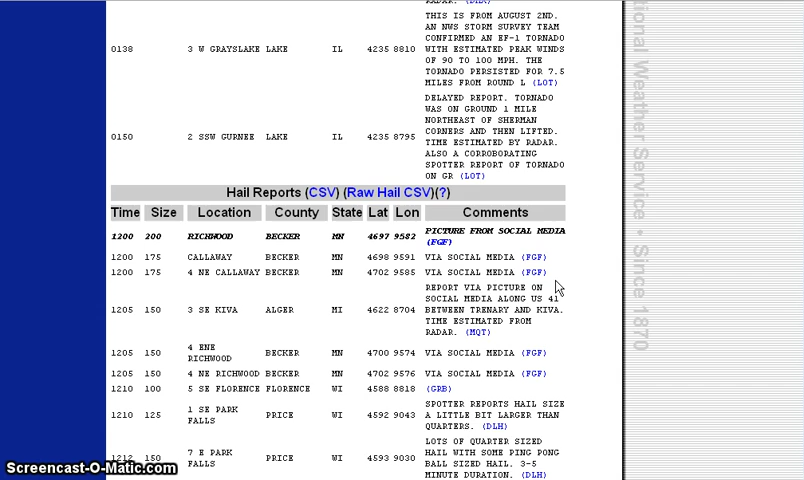 RADAR. (DLH)
THIS IS FROM AUGUST 2ND.
AN NWS STORM SURVEY TEAM
CONFIRMED AN EF-1 TORNADO
0138 3 W GRAYSLAKE LAKE IL 4235 8810 WITH ESTIMATED PEAK WINDS
OF 90 TO 100 MPH. THE
TORNADO PERSISTED FOR 7.5
MILES FROM ROUND L (LOT)
DELAYED REPORT. TORNADO
WAS ON GROUND 1 MILE
NORTHEAST OF SHERMAN
CORNERS AND THEN LIFTED.
0150 2 SSW GURNEE LAKE IL 4235 8795 TIME ESTIMATED BY RADAR.
ALSO A CORROBORATING
SPOTTER REPORT OF TORNADO
ON GR (LOT)
Hail Reports (CSV) (Raw Hail CSV)(?)
Time Size Location County State Lat Lon Comments
1200 200 RICHWOOD BECKER MN 4697 9582 PICTURE FROM SOCIAL MEDIA
(FGF)
1200 175 CALLAWAY BECKER MN 4698 9591 VIA SOCIAL MEDIA (FGF)
1200 175 4 NE CALLAWAY BECKER MN 4702 9585 VIA SOCIAL MEDIA (FGF)
REPORT VIA PICTURE ON
SOCIAL MEDIA ALONG US 41
1205 150 3 SE KIVA ALGER MI 4622 8704 BETWEEN TRENARY AND KIVA.
TIME ESTIMATED FROM
RADAR. (MQT)
1205 150 4 ENE RICHWOOD BECKER MN 4700 9574 VIA SOCIAL MEDIA (FGF)
1205 150 4 NE RICHWOOD BECKER MN 4702 9576 VIA SOCIAL MEDIA (FGF)
1210 100 5 SE FLORENCE FLORENCE WI 4588 8818 (GRB)
SPOTTER REPORTS HAIL SIZE
1210 125 1 SE PARK FALLS PRICE WI 4592 9043 A LITTLE BIT LARGER THAN
QUARTERS. (DLH)
LOTS OF QUARTER SIZED
1212 150 7 E PARK FALLS PRICE WI 4593 9030 HAIL WITH SOME PING PONG
BALL SIZED HAIL. 3-5
MINUTE DURATION. (DLH)
tional Weather Service • Since 1870
Screencast-O-Matic.com